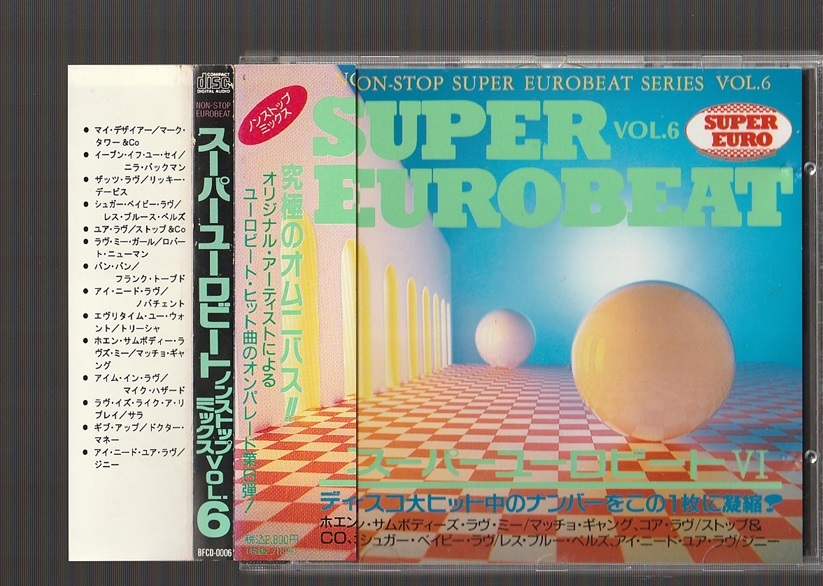 ● マイ・デザイアー／マーク・
タワー &Co
● イーブン・イフ・ユー・セイ／
ニラ・バックマン
● ザッツ・ラヴ／リッキー・
デービス
● シュガー・ベイビー・ラヴ／
レス・ブルース・ベルズ
● ユア・ラヴ／ストップ &Co
● ラヴ・ミー・ガール／ロバー
ト・ニューマン
● バン・バン／
フランク・トーブド
● アイ・ニード・ラヴ／
ノバチェント
● エヴリタイム・ユー・ウォ
ント／トリーシャ
● ホエン・サムボディー・ラ
ヴズ・ミー／マッチョ・ギャ
ング
● アイム・イン・ラヴ／
マイク・ハザード
● ラヴ・イズ・ライク・ア・リ
プレイ／サラ
● ギブ・アップ／ドクター・
マネー
● アイ・ニード・ユア・ラヴ／
ジニー
COMPACT
disc
DIGITAL AUDIO
NON-STOP
EUROBEAT
スーパーユーロビート
ノンストップ
ミックス VOL.
6
BFCD-0006
ノンストップ
ミックス
究極のオムニバス!!
オリジナル・アーティストによる
ユーロビート・ヒット曲のオンパレード第6弾!
税込2,800円
NON-STOP SUPER EUROBEAT SERIES VOL.6
SUPER
VOL.6
SUPER
EURO
EUROBEAT
スーパーユーロビート VI
ディスコ大ヒット中のナンバーをこの1枚に凝縮!
ホエン・サムボディーズ・ラヴ・ミー／マッチョ・ギャング、コア・ラヴ／ストップ&
CO、シュガー・ベイビー・ラヴ／レス・ブルー・ベルズ、アイ・ニード・ユア・ラヴ／ジニー